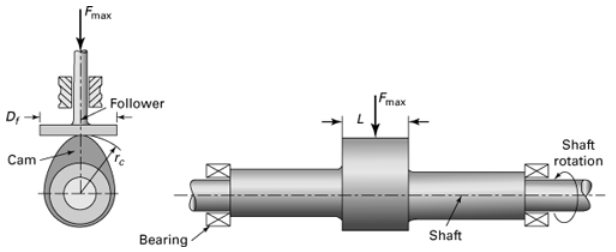 Fmax
Follower
Df
Cam
rc
Fmax
L
Shaft
rotation
Shaft
Bearing